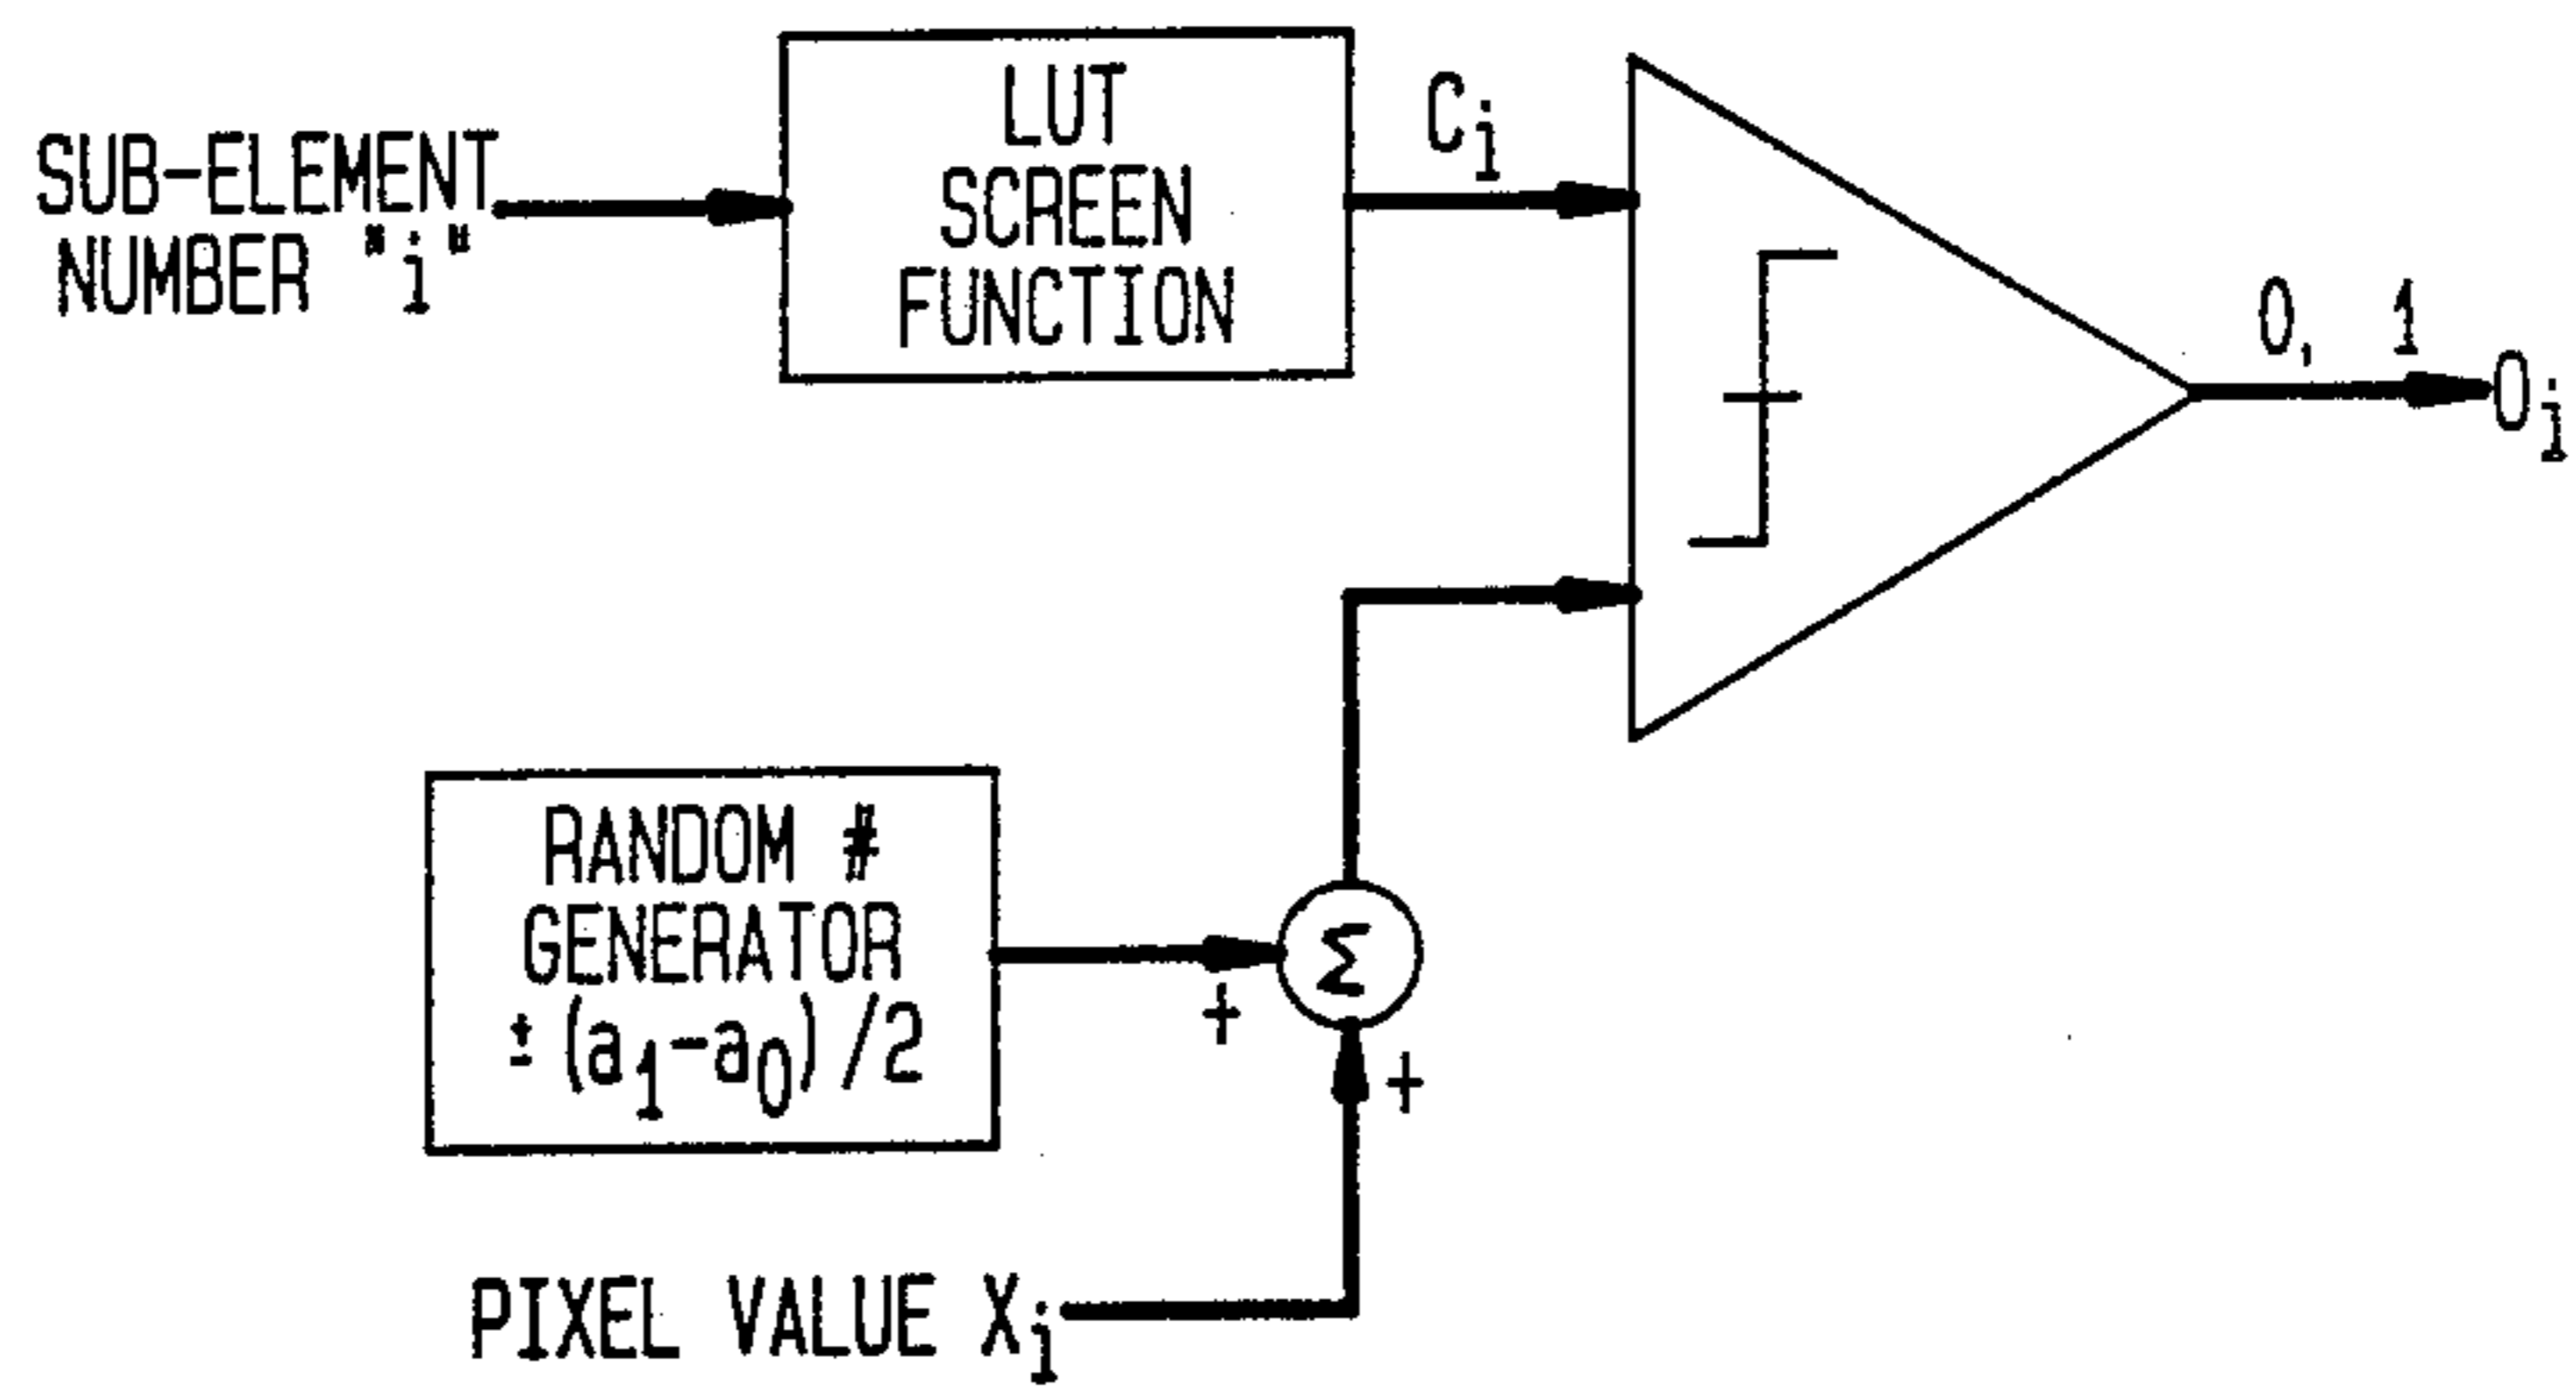 SUB-ELEMENT
NUMBER "i"
LUT
SCREEN
FUNCTION
Ci
0, 1
Oi
RANDOM #
GENERATOR
± (a1-a0)/2
Σ
+
+
PIXEL VALUE Xi